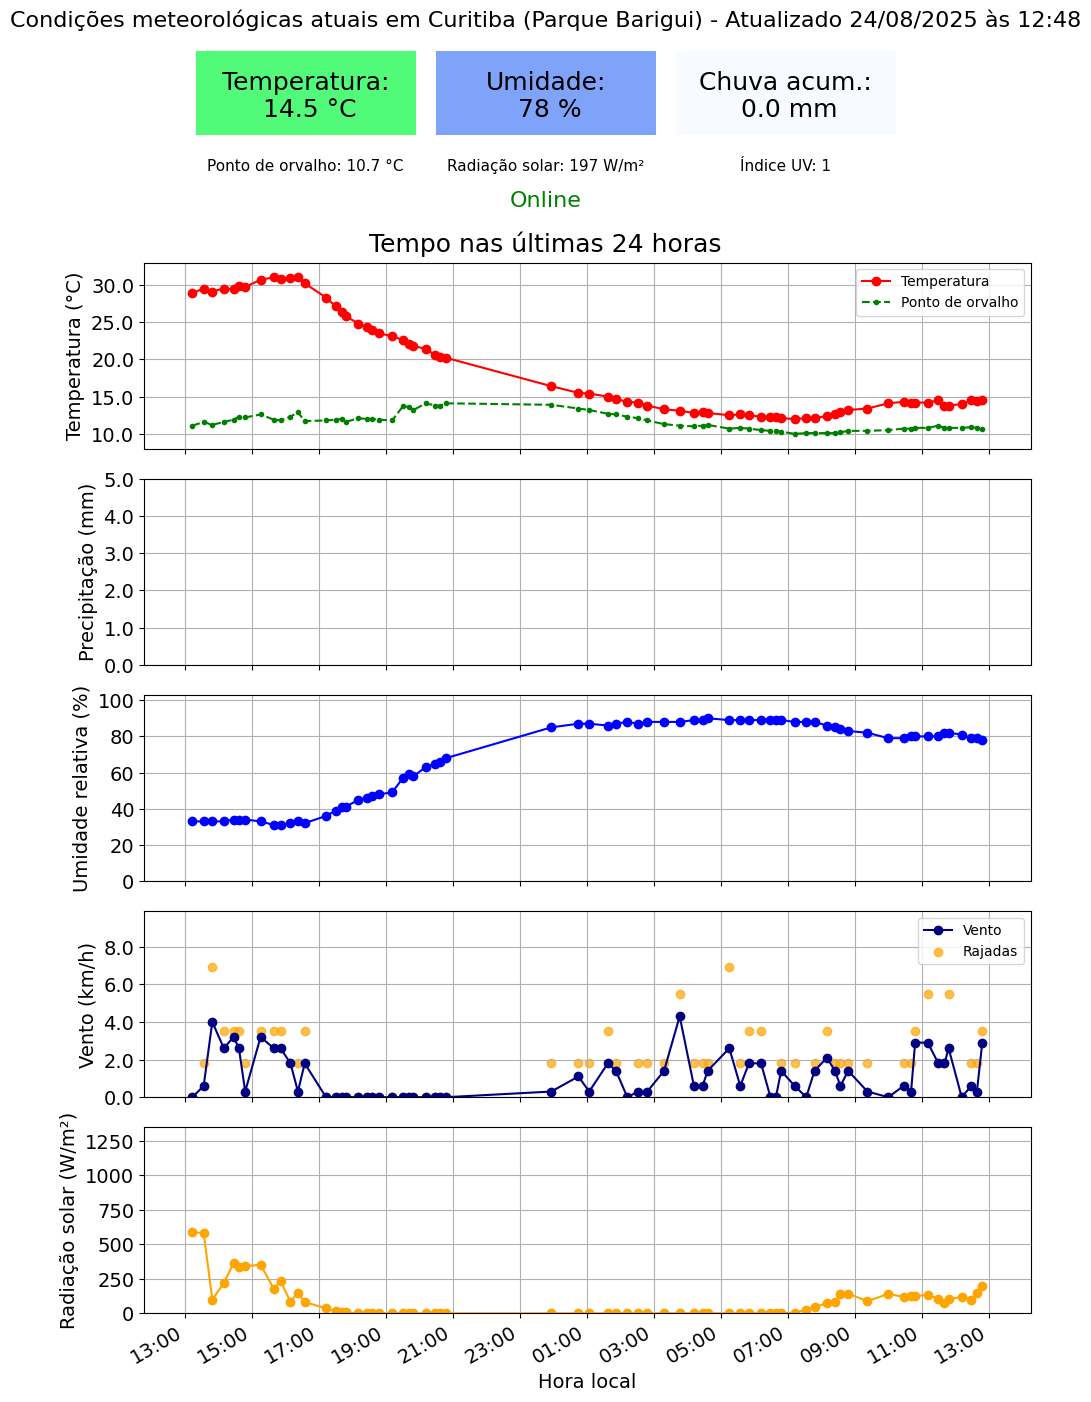 Condições meteorológicas atuais em Curitiba (Parque Barigui) - Atualizado 24/08/2025 às 12:48
Temperatura:
14.5 °C
Umidade:
78 %
Chuva acum.:
0.0 mm
Ponto de orvalho: 10.7 °C
Radiação solar: 197 W/m²
Índice UV: 1
Online
Tempo nas últimas 24 horas
Temperatura (°C)
30.0
25.0
20.0
15.0
10.0
Temperatura
Ponto de orvalho
Precipitação (mm)
5.0
4.0
3.0
2.0
1.0
0.0
Umidade relativa (%)
100
80
60
40
20
0
Vento (km/h)
8.0
6.0
4.0
2.0
0.0
Vento
Rajadas
Radiação solar (W/m²)
1250
1000
750
500
250
0
13:00
15:00
17:00
19:00
21:00
23:00
01:00
03:00
05:00
07:00
09:00
11:00
13:00
Hora local